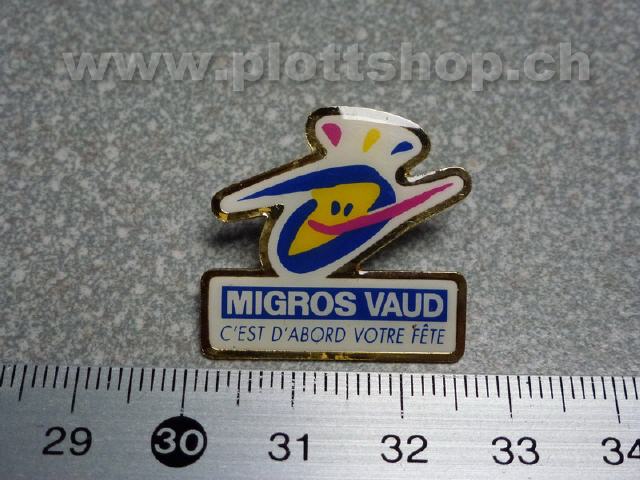 www.plottshop.ch
MIGROS VAUD
C'EST D'ABORD VOTRE FÊTE
29 30 31 32 33 34